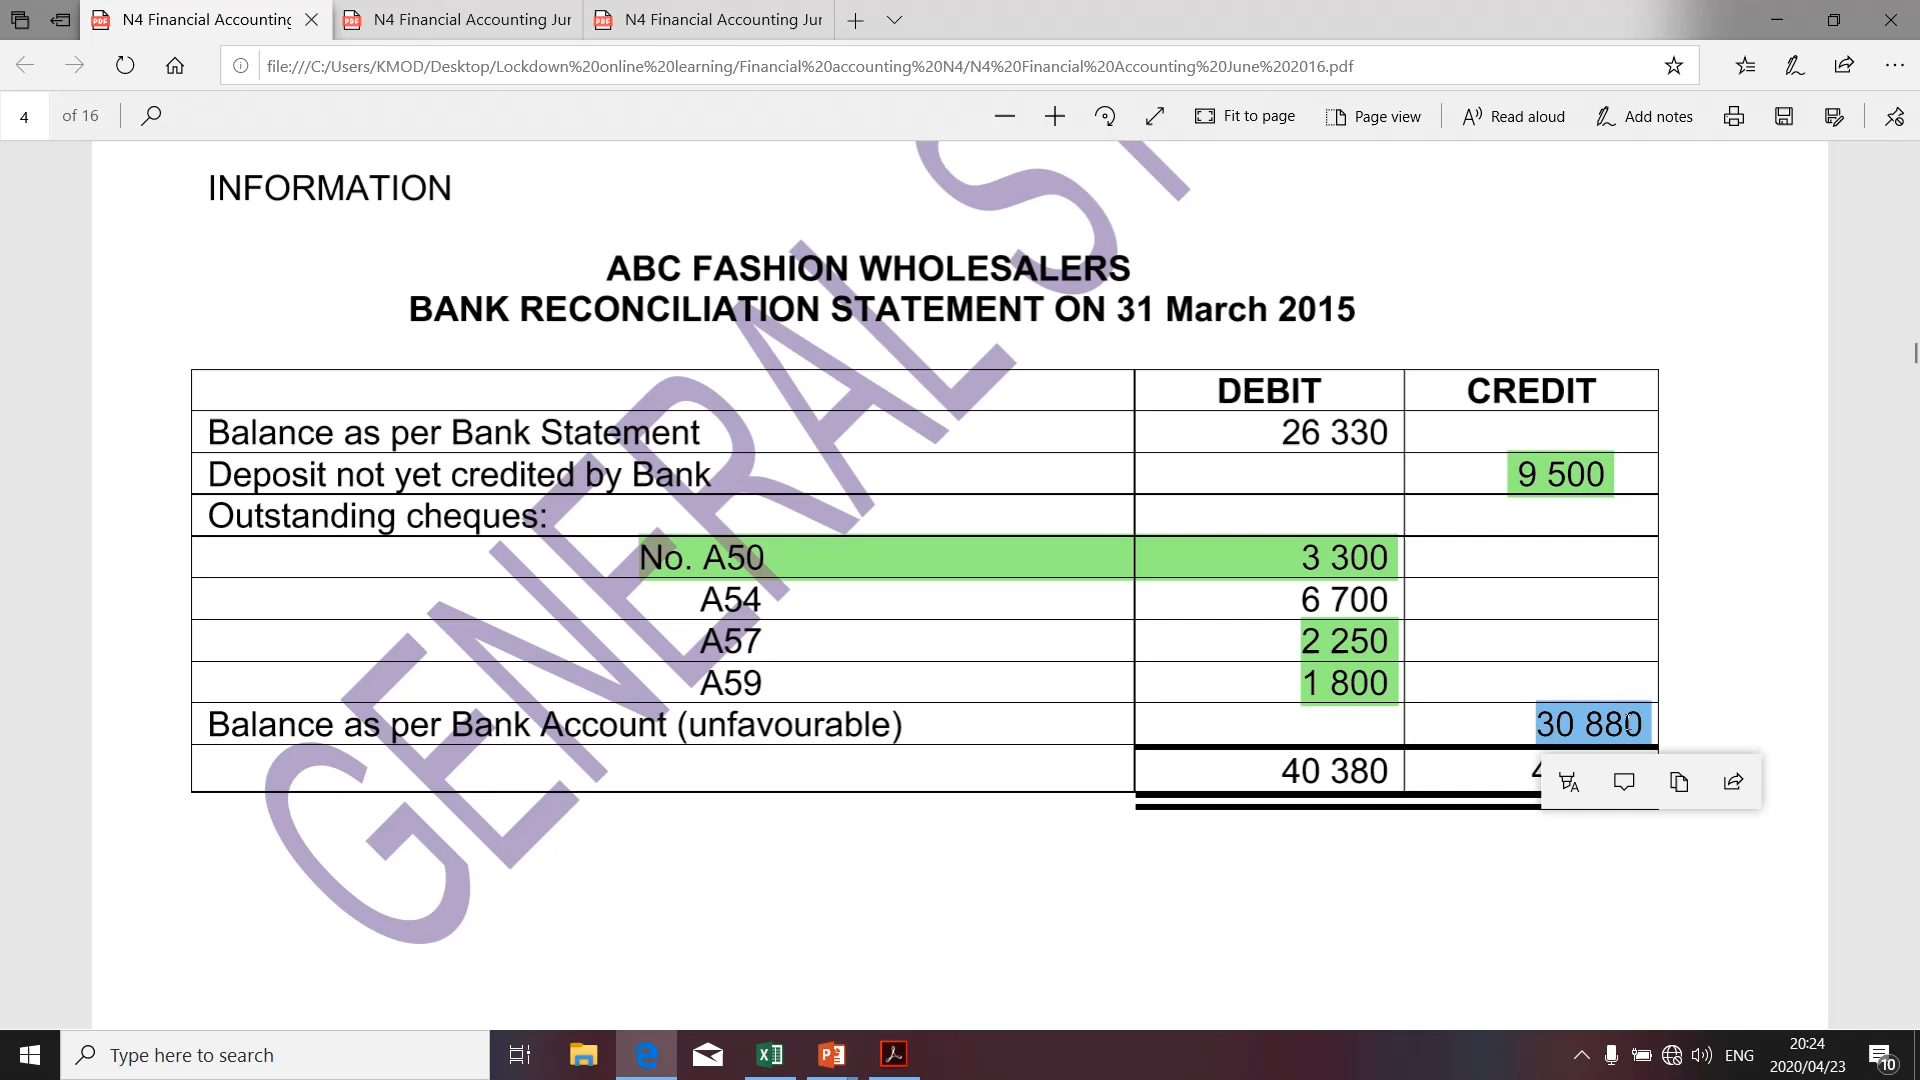 N4 Financial Accounting
N4 Financial Accounting Jur
N4 Financial Accounting Jur
file:///C:/Users/KMOD/Desktop/Lockdown%20online%20learning/Financial%20accounting%20N4/N4%20Financial%20Accounting%20June%202016.pdf
4 of 16
Fit to page
Page view
Read aloud
Add notes
INFORMATION
ABC FASHION WHOLESALERS
BANK RECONCILIATION STATEMENT ON 31 March 2015
DEBIT CREDIT
Balance as per Bank Statement 26 330
Deposit not yet credited by Bank 9 500
Outstanding cheques:
No. A50 3 300
A54 6 700
A57 2 250
A59 1 800
Balance as per Bank Account (unfavourable) 30 880
40 380 4
GENERAL ST
Type here to search
ENG
20:24
2020/04/23
10